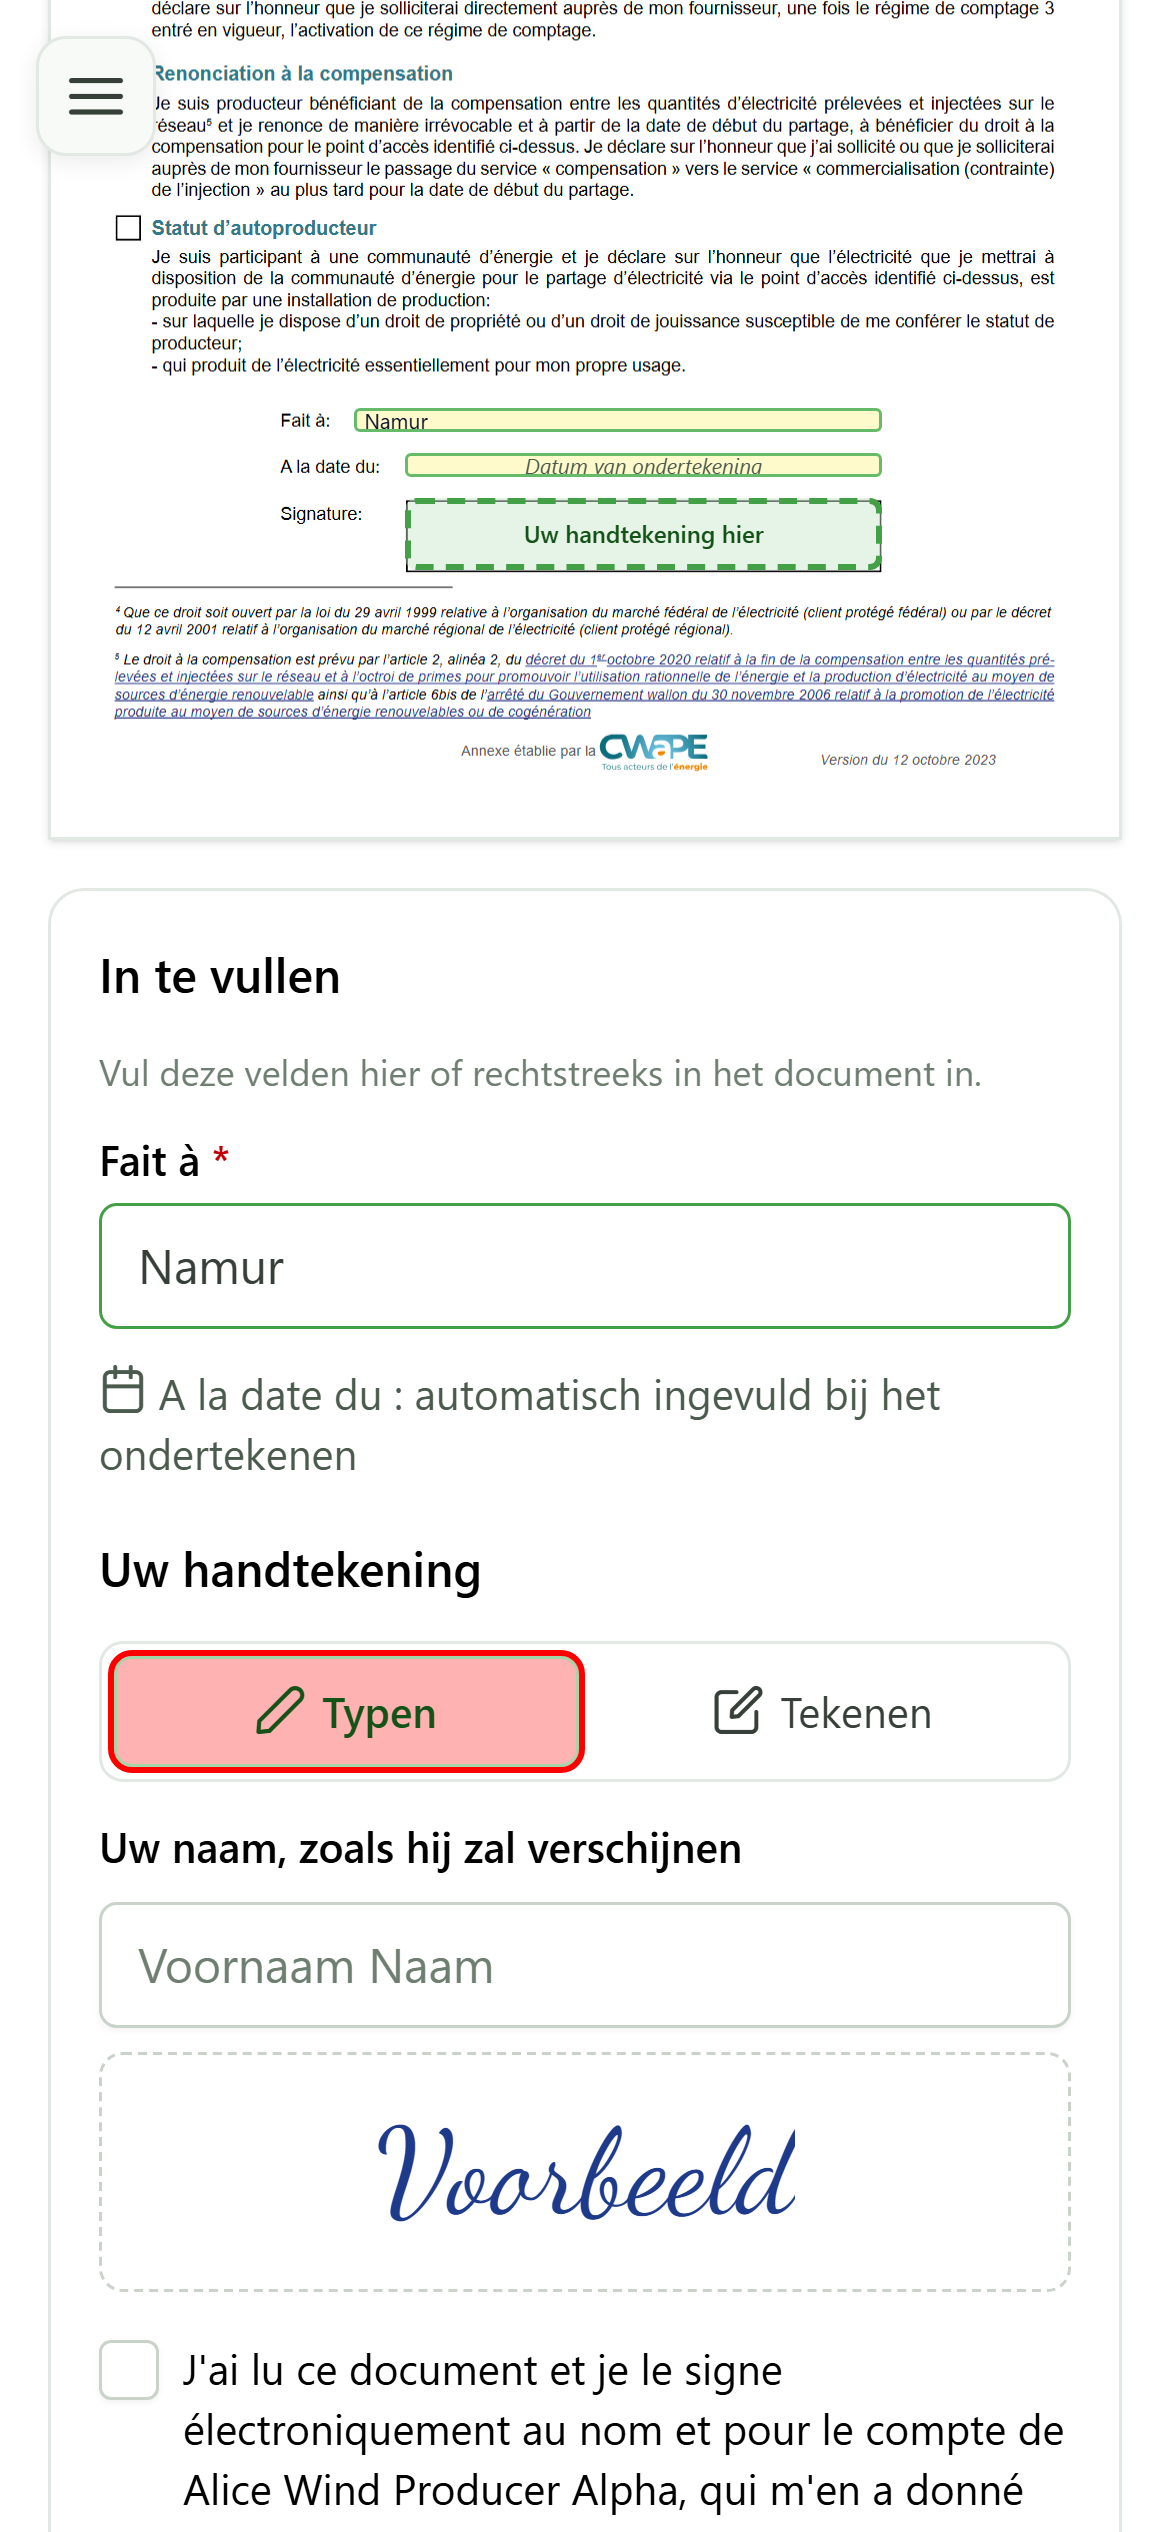 déclare sur l’honneur que je solliciterai directement auprès de mon fournisseur, une fois le régime de comptage 3
entré en vigueur, l’activation de ce régime de comptage.
Renonciation à la compensation
Je suis producteur bénéficiant de la compensation entre les quantités d’électricité prélevées et injectées sur le
réseau⁵ et je renonce de manière irrévocable et à partir de la date de début du partage, à bénéficier du droit à la
compensation pour le point d’accès identifié ci-dessus. Je déclare sur l’honneur que j’ai sollicité ou que je solliciterai
auprès de mon fournisseur le passage du service « compensation » vers le service « commercialisation (contrainte)
de l’injection » au plus tard pour la date de début du partage.
Statut d’autoproducteur
Je suis participant à une communauté d’énergie et je déclare sur l’honneur que l’électricité que je mettrai à
disposition de la communauté d’énergie pour le partage d’électricité via le point d’accès identifié ci-dessus, est
produite par une installation de production:
- sur laquelle je dispose d’un droit de propriété ou d’un droit de jouissance susceptible de me conférer le statut de
producteur;
- qui produit de l’électricité essentiellement pour mon propre usage.
Fait à: Namur
A la date du: Datum van ondertekening
Signature: Uw handtekening hier
⁴ Que ce droit soit ouvert par la loi du 29 avril 1999 relative à l’organisation du marché fédéral de l’électricité (client protégé fédéral) ou par le décret
du 12 avril 2001 relatif à l’organisation du marché régional de l’électricité (client protégé régional).
⁵ Le droit à la compensation est prévu par l’article 2, alinéa 2, du décret du 1er octobre 2020 relatif à la fin de la compensation entre les quantités pré-
levées et injectées sur le réseau et à l’octroi de primes pour promouvoir l’utilisation rationnelle de l’énergie et la production d’électricité au moyen de
sources d’énergie renouvelable ainsi qu’à l’article 6bis de l’arrêté du Gouvernement wallon du 30 novembre 2006 relatif à la promotion de l’électricité
produite au moyen de sources d’énergie renouvelables ou de cogénération
Annexe établie par la CWaPE
Tous acteurs de l'énergie
Version du 12 octobre 2023
In te vullen
Vul deze velden hier of rechtstreeks in het document in.
Fait à *
Namur
A la date du : automatisch ingevuld bij het
ondertekenen
Uw handtekening
Typen Tekenen
Uw naam, zoals hij zal verschijnen
Voornaam Naam
Voorbeeld
J'ai lu ce document et je le signe
électroniquement au nom et pour le compte de
Alice Wind Producer Alpha, qui m'en a donné